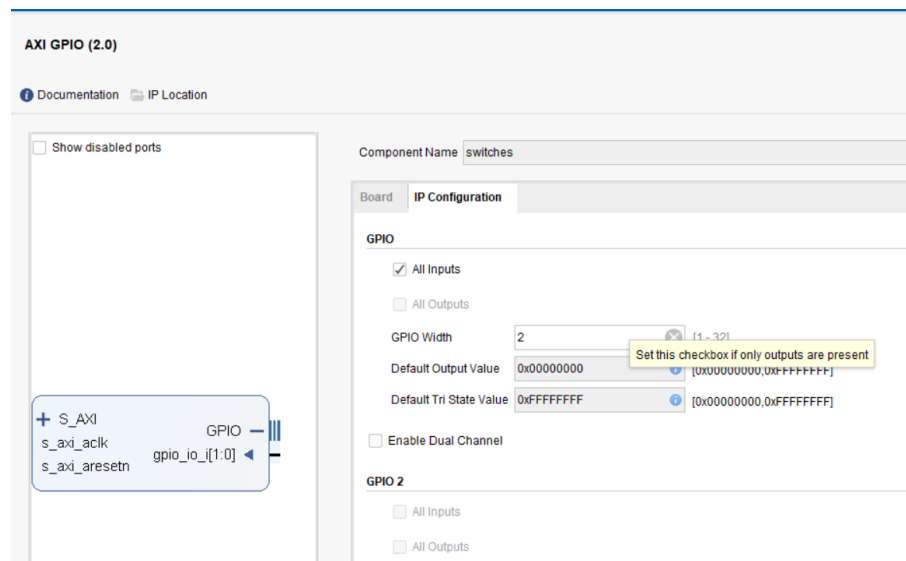 AXI GPIO (2.0)
Documentation IP Location
Show disabled ports
S_AXI
s_axi_aclk
s_axi_aresetn
GPIO
gpio_io_i[1:0]
Component Name switches
Board IP Configuration
GPIO
All Inputs
All Outputs
GPIO Width 2 [1 - 32]
Set this checkbox if only outputs are present
Default Output Value 0x00000000 [0x00000000,0xFFFFFFFF]
Default Tri State Value 0xFFFFFFFF [0x00000000,0xFFFFFFFF]
Enable Dual Channel
GPIO 2
All Inputs
All Outputs